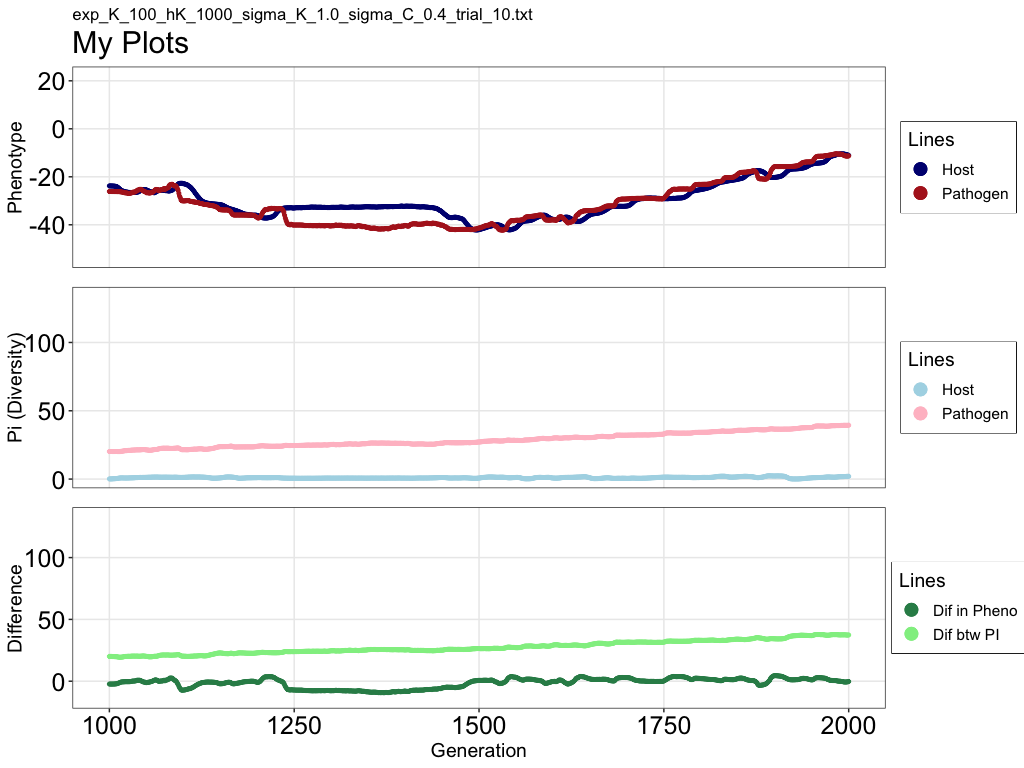 exp_K_100_hK_1000_sigma_K_1.0_sigma_C_0.4_trial_10.txt
My Plots
Phenotype
20
0
-20
-40
Lines
Host
Pathogen
Pi (Diversity)
100
50
0
Lines
Host
Pathogen
Difference
100
50
0
Lines
Dif in Pheno
Dif btw PI
1000 1250 1500 1750 2000
Generation